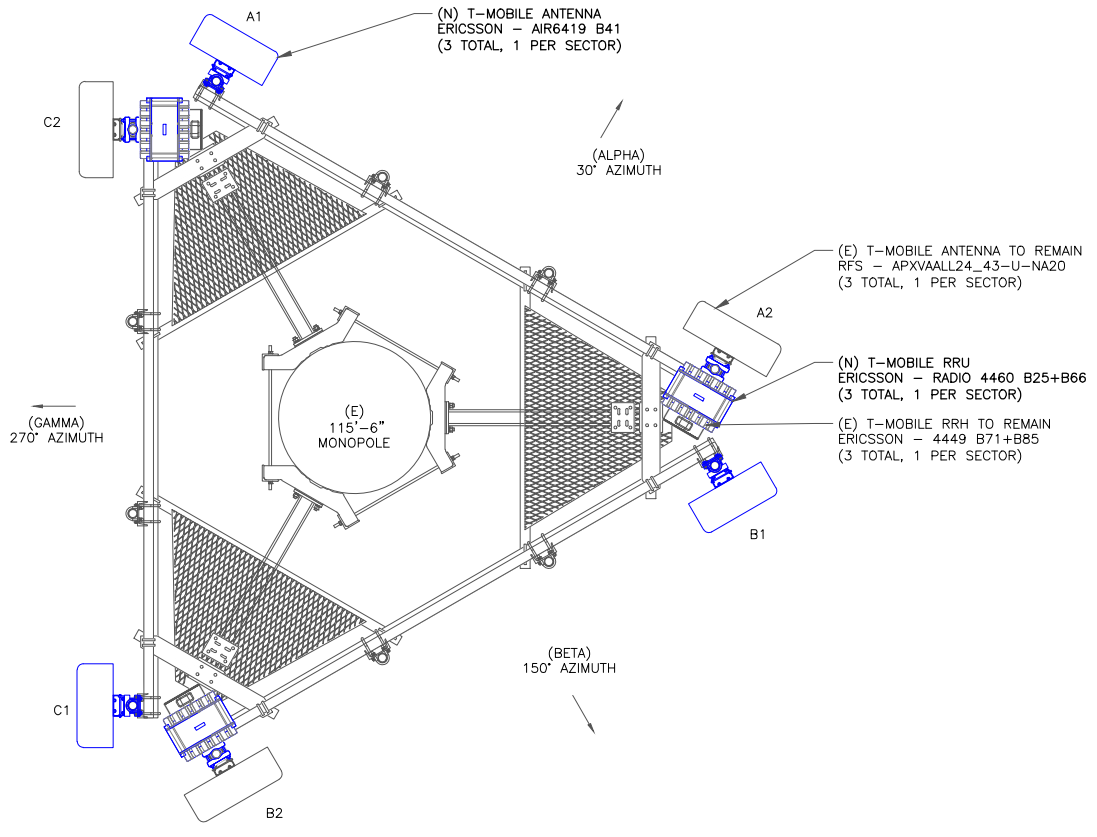 A1
(N) T-MOBILE ANTENNA
ERICSSON - AIR6419 B41
(3 TOTAL, 1 PER SECTOR)
C2
(ALPHA)
30° AZIMUTH
(E) T-MOBILE ANTENNA TO REMAIN
RFS - APXVAALL24_43-U-NA20
(3 TOTAL, 1 PER SECTOR)
A2
(N) T-MOBILE RRU
ERICSSON - RADIO 4460 B25+B66
(3 TOTAL, 1 PER SECTOR)
(GAMMA)
270° AZIMUTH
(E)
115'-6"
MONOPOLE
(E) T-MOBILE RRH TO REMAIN
ERICSSON - 4449 B71+B85
(3 TOTAL, 1 PER SECTOR)
B1
(BETA)
150° AZIMUTH
C1
B2